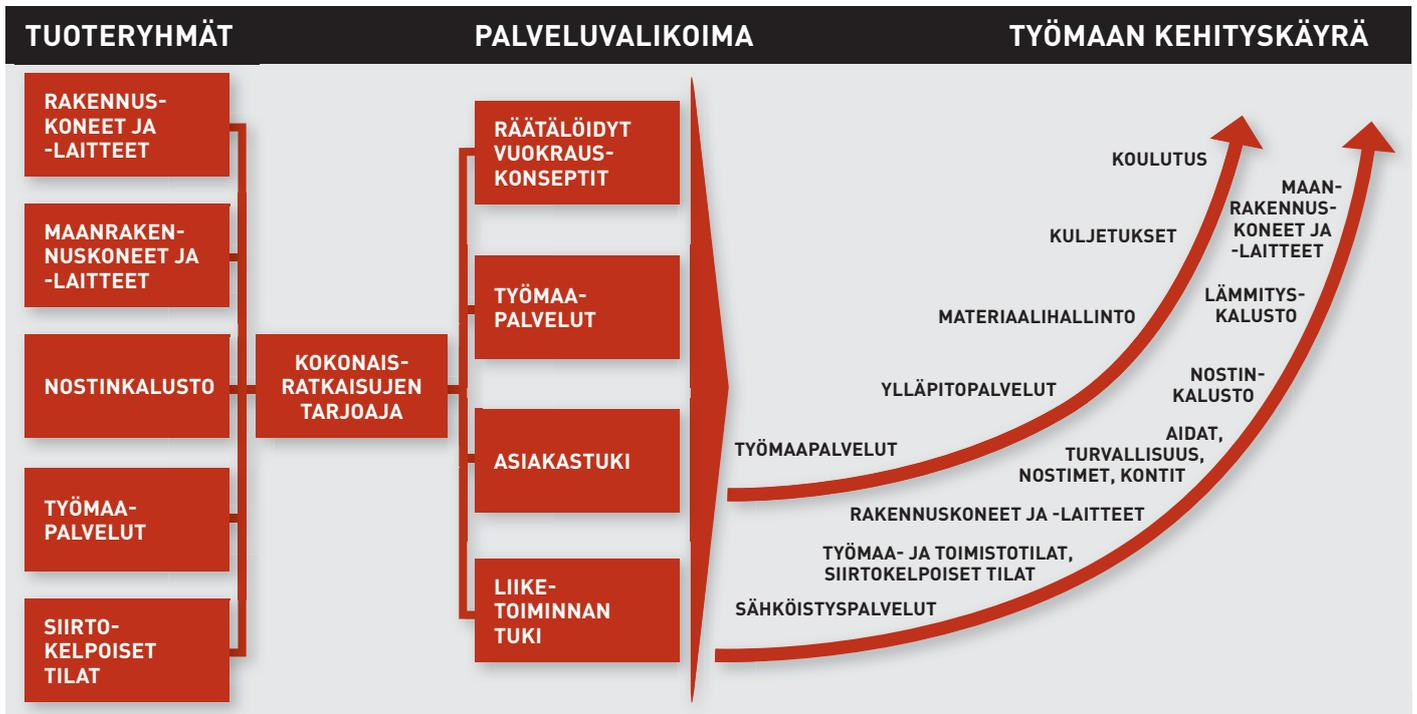 TUOTERYHMÄT
PALVELUVALIKOIMA
TYÖMAAN KEHITYSKÄYRÄ
RAKENNUS-
KONEET JA
-LAITTEET
MAANRAKEN-
NUSKONEET JA
-LAITTEET
NOSTINKALUSTO
TYÖMAA-
PALVELUT
SIIRTO-
KELPOISET
TILAT
KOKONAIS-
RATKAISUJEN
TARJOAJA
RÄÄTÄLÖIDYT
VUOKRAUS-
KONSEPTIT
TYÖMAA-
PALVELUT
ASIAKASTUKI
LIIKE-
TOIMINNAN
TUKI
KOULUTUS
KULJETUKSET
MATERIAALIHALLINTO
YLLÄPITOPALVELUT
TYÖMAAPALVELUT
MAAN-
RAKENNUS-
KONEET JA
-LAITTEET
LÄMMITYS-
KALUSTO
NOSTIN-
KALUSTO
AIDAT,
TURVALLISUUS,
NOSTIMET, KONTIT
RAKENNUSKONEET JA -LAITTEET
TYÖMAA- JA TOIMISTOTILAT,
SIIRTOKELPOISET TILAT
SÄHKÖISTYSPALVELUT